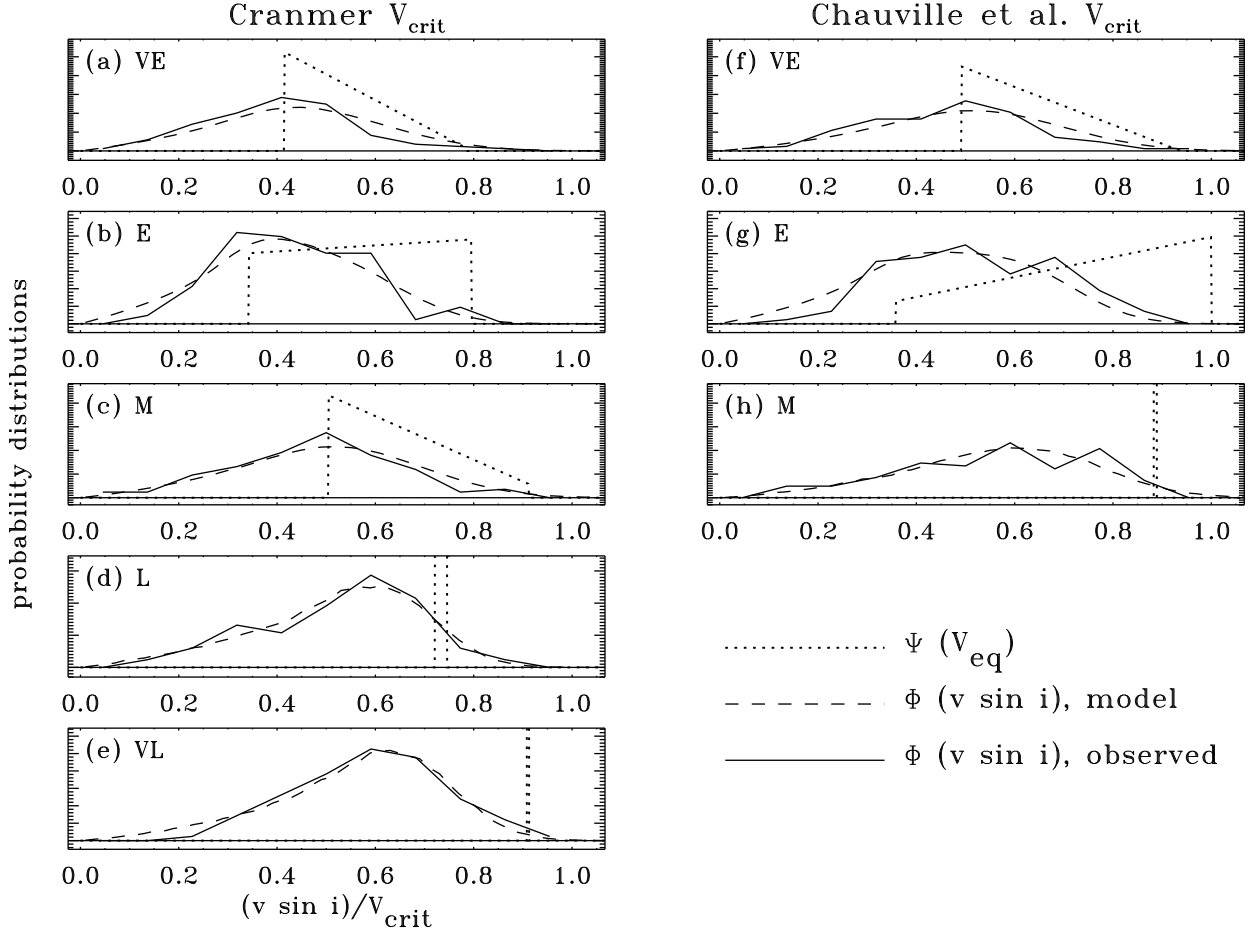 Cranmer V_crit
Chauville et al. V_crit
probability distributions
(a) VE
0.0 0.2 0.4 0.6 0.8 1.0
(b) E
0.0 0.2 0.4 0.6 0.8 1.0
(c) M
0.0 0.2 0.4 0.6 0.8 1.0
(d) L
0.0 0.2 0.4 0.6 0.8 1.0
(e) VL
0.0 0.2 0.4 0.6 0.8 1.0
(v sin i)/V_crit
(f) VE
0.0 0.2 0.4 0.6 0.8 1.0
(g) E
0.0 0.2 0.4 0.6 0.8 1.0
(h) M
0.0 0.2 0.4 0.6 0.8 1.0
Ψ (V_eq)
Φ (v sin i), model
Φ (v sin i), observed